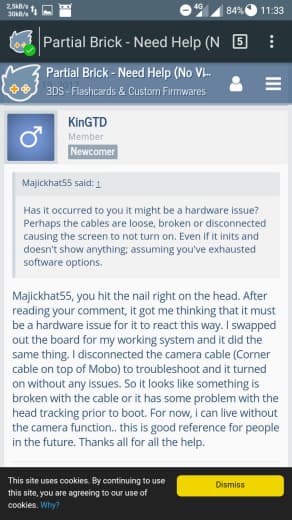 2,5kB/s
30kB/s
4G
84%
11:33
Partial Brick - Need Help (N
5
Partial Brick - Need Help (No Vi...
3DS - Flashcards & Custom Firmwares
KinGTD
Member
Newcomer
Majickhat55 said: ↑
Has it occurred to you it might be a hardware issue?
Perhaps the cables are loose, broken or disconnected
causing the screen to not turn on. Even if it inits and
doesn't show anything; assuming you've exhausted
software options.
Majickhat55, you hit the nail right on the head. After
reading your comment, it got me thinking that it must
be a hardware issue for it to react this way. I swapped
out the board for my working system and it did the
same thing. I disconnected the camera cable (Corner
cable on top of Mobo) to troubleshoot and it turned
on without any issues. So it looks like something is
broken with the cable or it has some problem with the
head tracking prior to boot. For now, i can live without
the camera function.. this is good reference for people
in the future. Thanks all for all the help.
This site uses cookies. By continuing to use
this site, you are agreeing to our use of
cookies. Why?
Dismiss